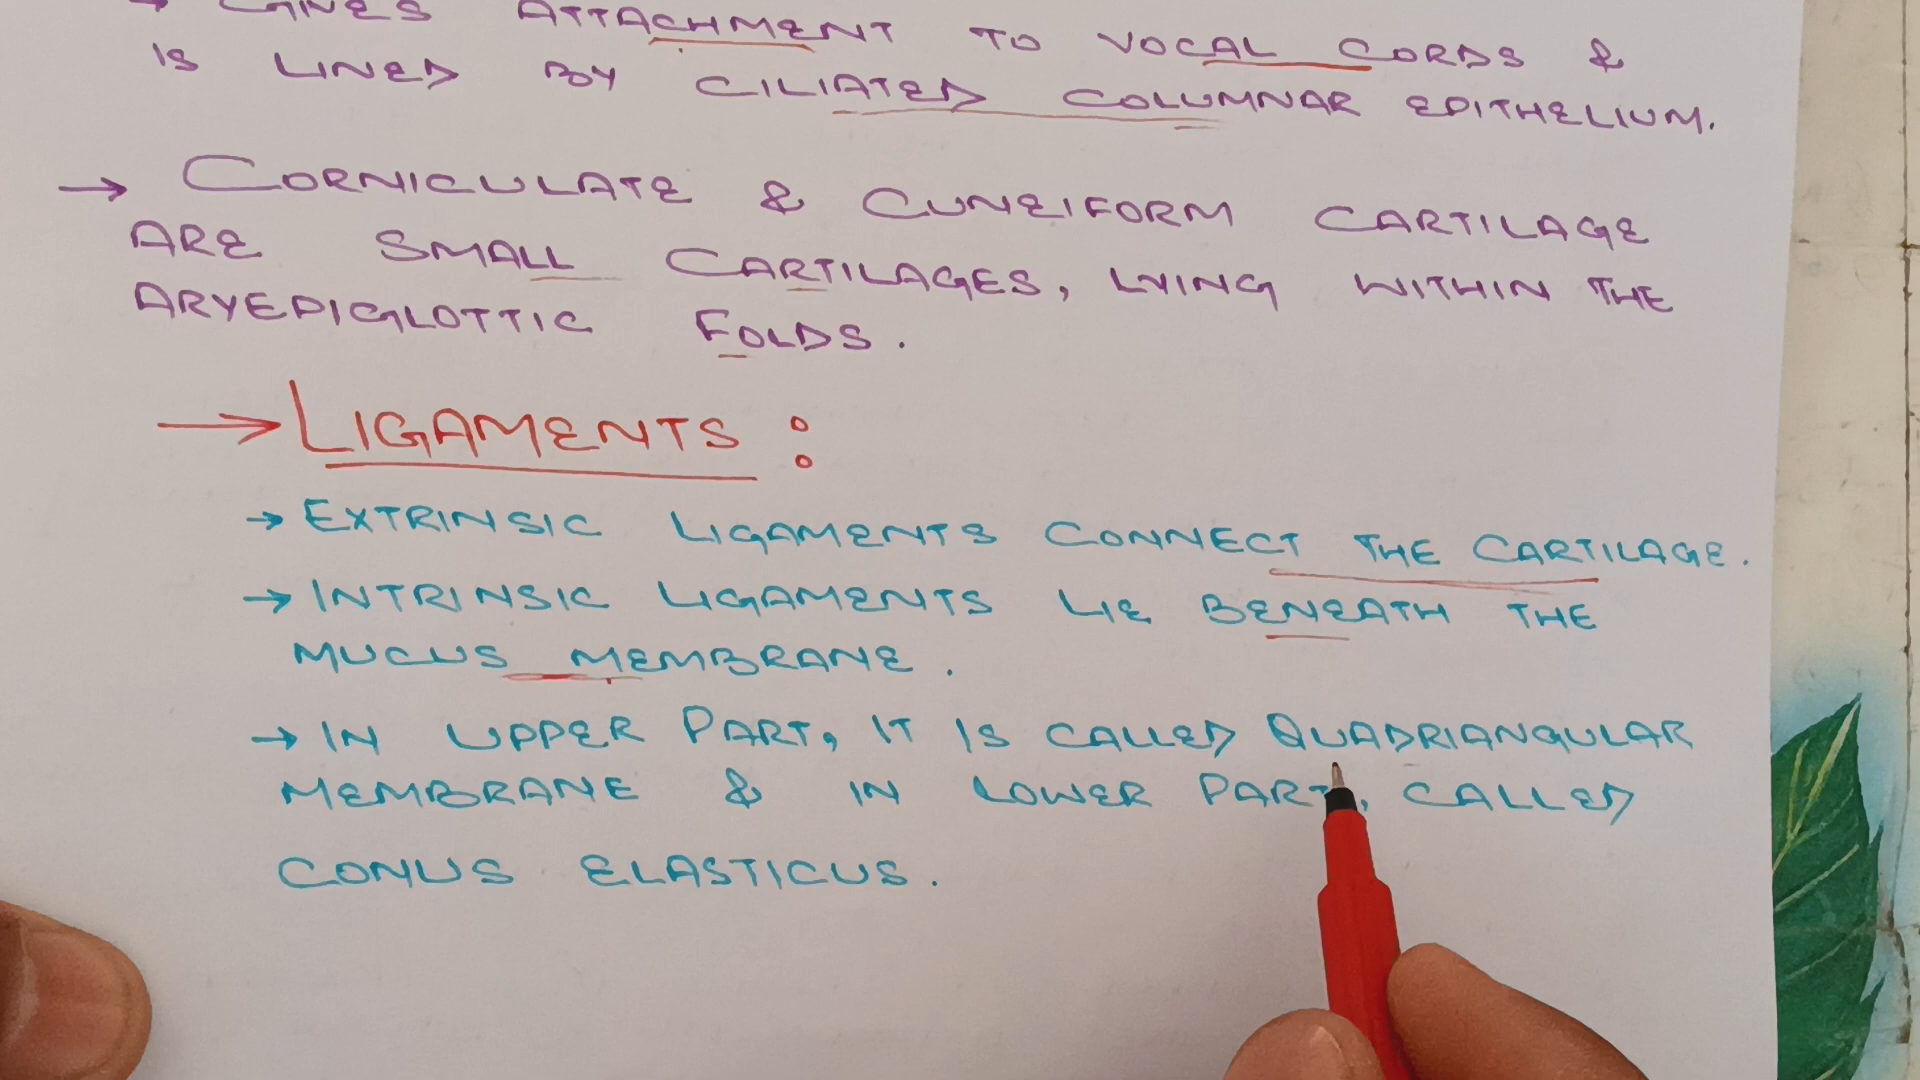 → GIVES ATTACHMENT TO VOCAL CORDS &
IS LINED BY CILIATED COLUMNAR EPITHELIUM.
→ CORNICULATE & CUNEIFORM CARTILAGE
ARE SMALL CARTILAGES, LYING WITHIN THE
ARYEPIGLOTTIC FOLDS.
→ LIGAMENTS :
→ EXTRINSIC LIGAMENTS CONNECT THE CARTILAGE.
→ INTRINSIC LIGAMENTS LIE BENEATH THE
MUCUS MEMBRANE.
→ IN UPPER PART, IT IS CALLED QUADRIANGULAR
MEMBRANE & IN LOWER PART, CALLED
CONUS ELASTICUS.